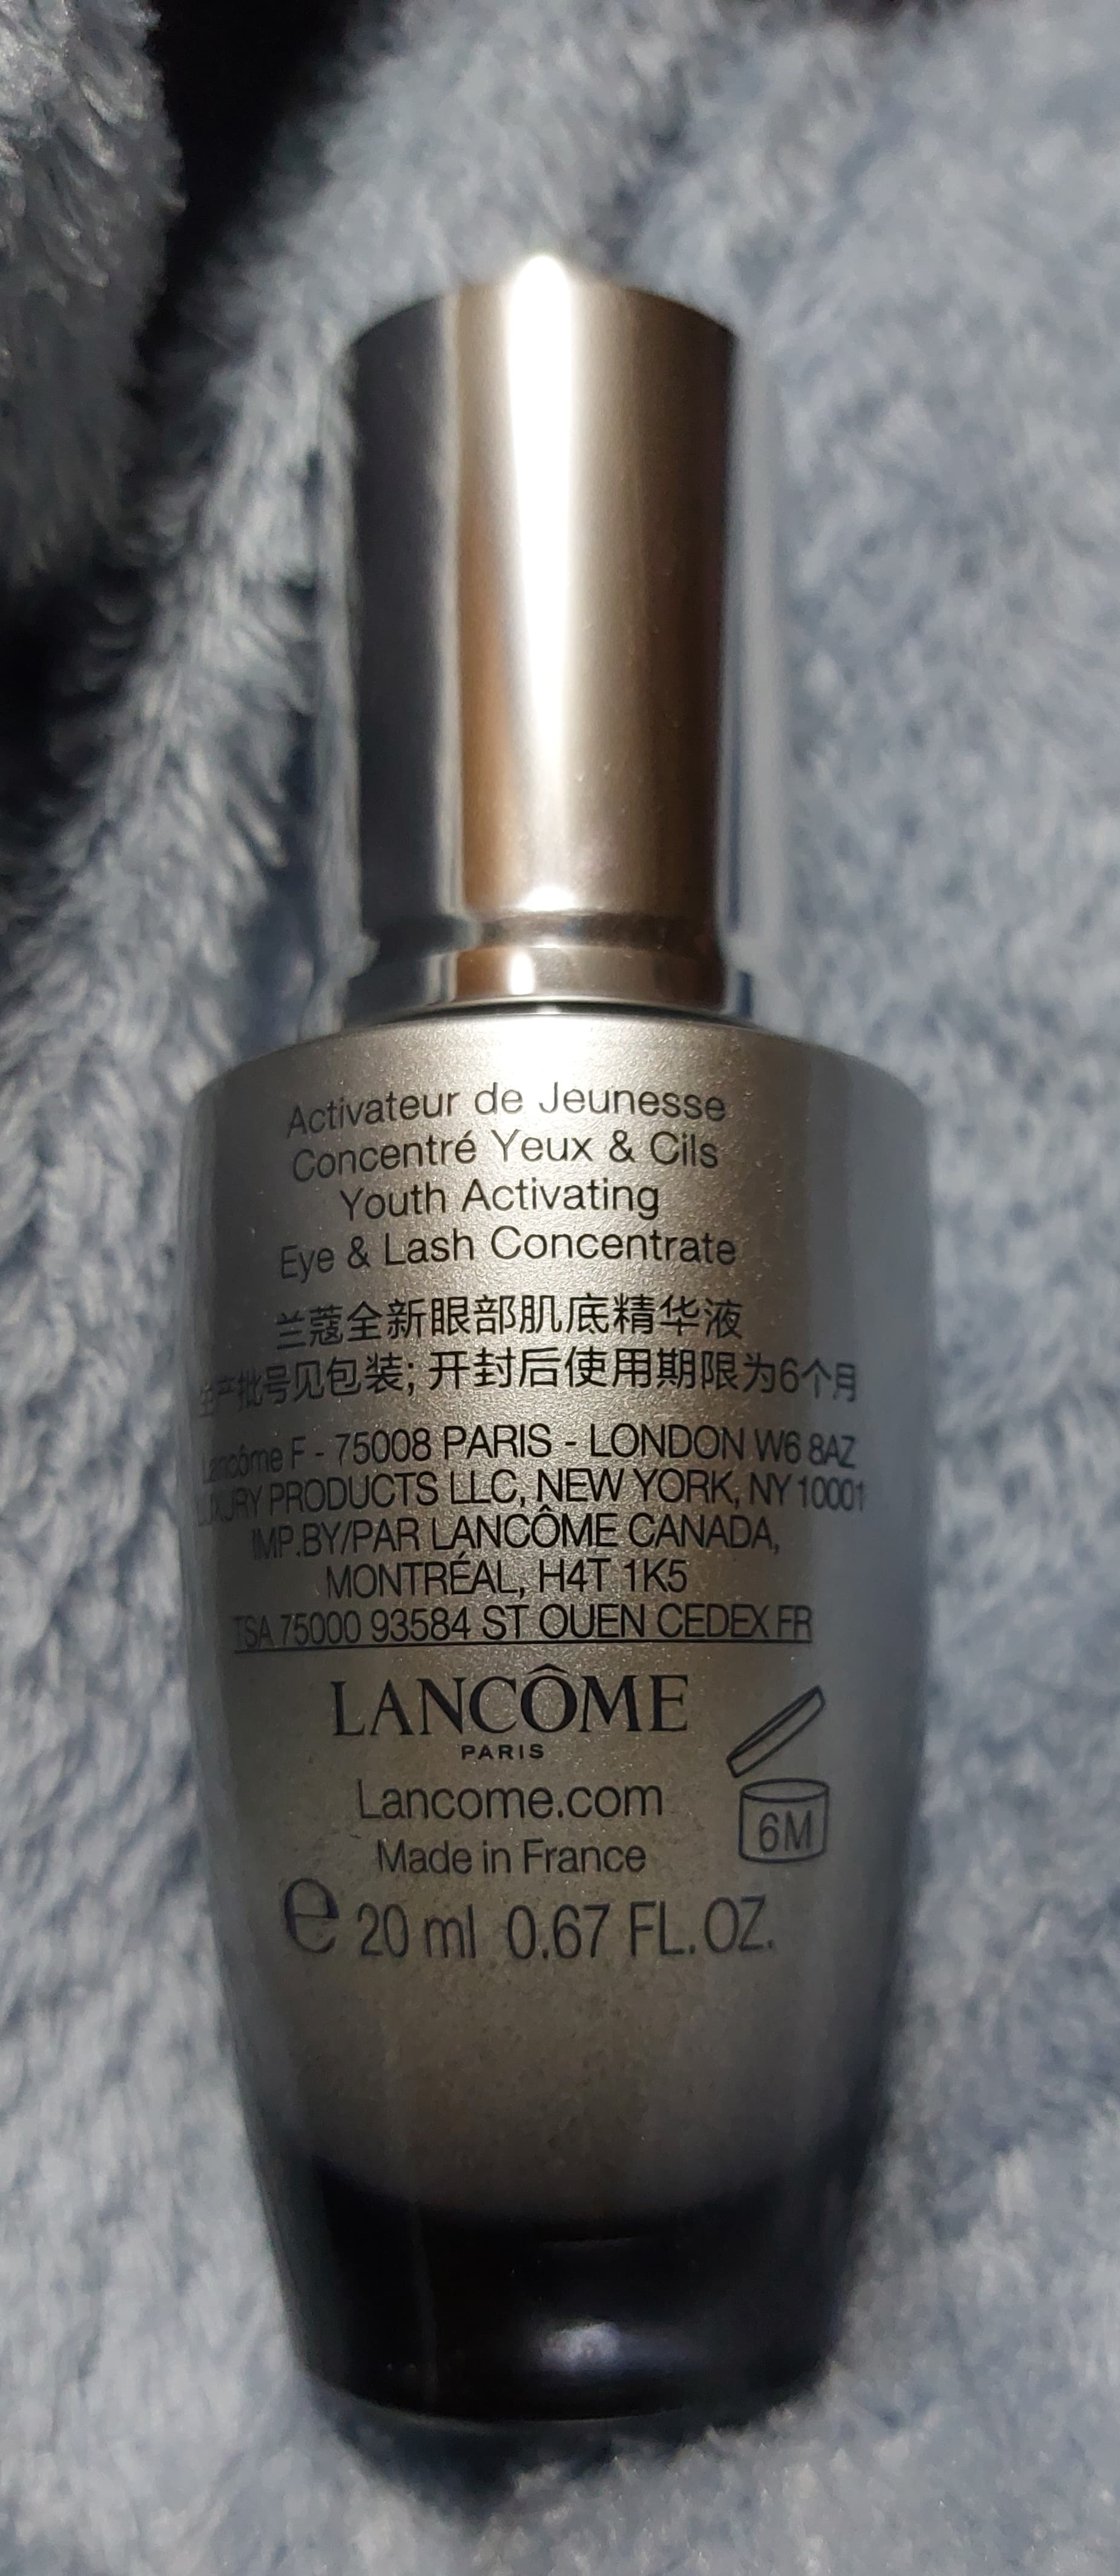 Activateur de Jeunesse
Concentré Yeux & Cils
Youth Activating
Eye & Lash Concentrate
兰蔻全新眼部肌底精华液
生产批号见包装; 开封后使用期限为6个月
Lancôme F - 75008 PARIS - LONDON W6 8AZ
LUXURY PRODUCTS LLC, NEW YORK, NY 10001
IMP.BY/PAR LANCÔME CANADA,
MONTRÉAL, H4T 1K5
TSA 75000 93584 ST OUEN CEDEX FR
LANCÔME
PARIS
Lancome.com
6M
Made in France
e 20 ml 0.67 FL.OZ.